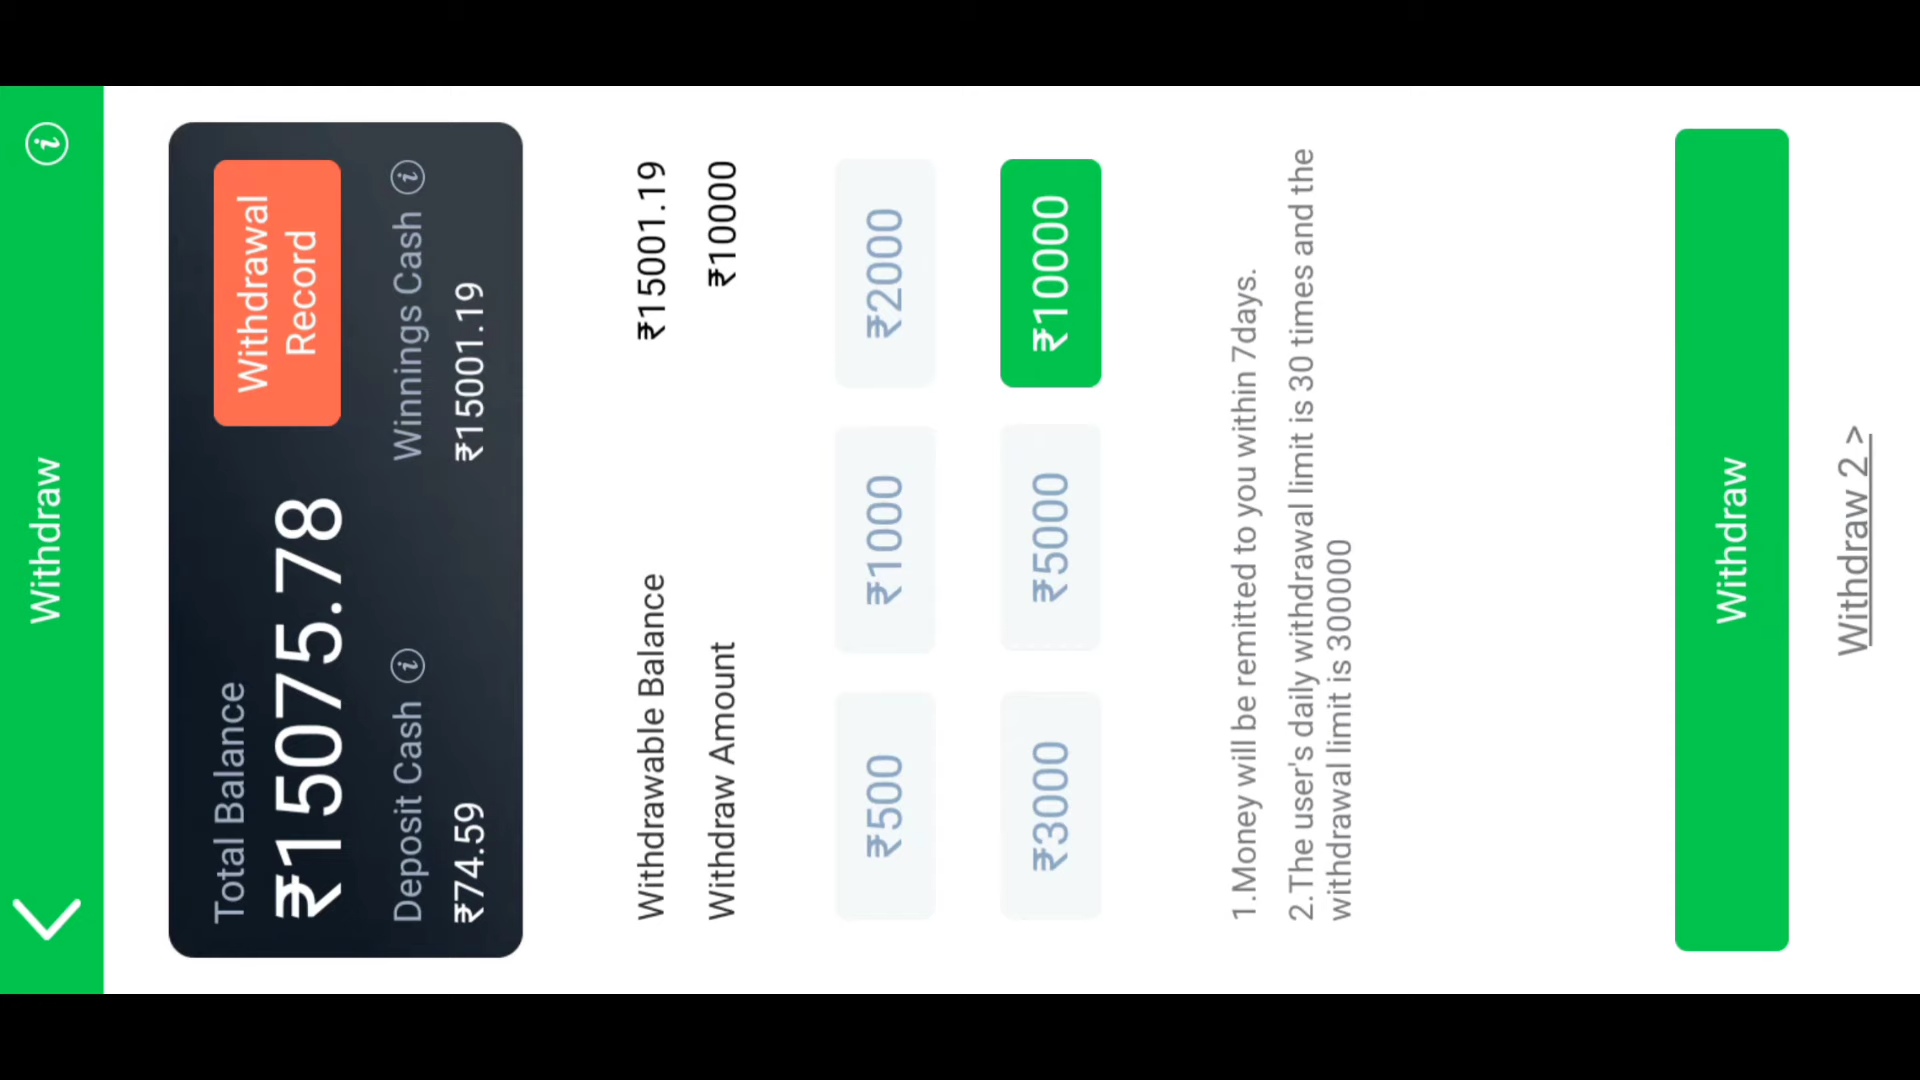 Withdraw
Total Balance
₹15075.78
Withdrawal
Record
Deposit Cash
Winnings Cash
₹74.59
₹15001.19
Withdrawable Balance
₹15001.19
Withdraw Amount
₹10000
₹500
₹1000
₹2000
₹3000
₹5000
₹10000
1.Money will be remitted to you within 7days.
2.The user's daily withdrawal limit is 30 times and the
withdrawal limit is 300000
Withdraw
Withdraw 2 >